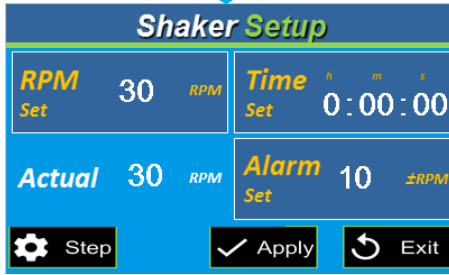 Shaker Setup
RPM Set 30 RPM
Time Set h m s 0:00:00
Actual 30 RPM
Alarm Set 10 ±RPM
Step Apply Exit